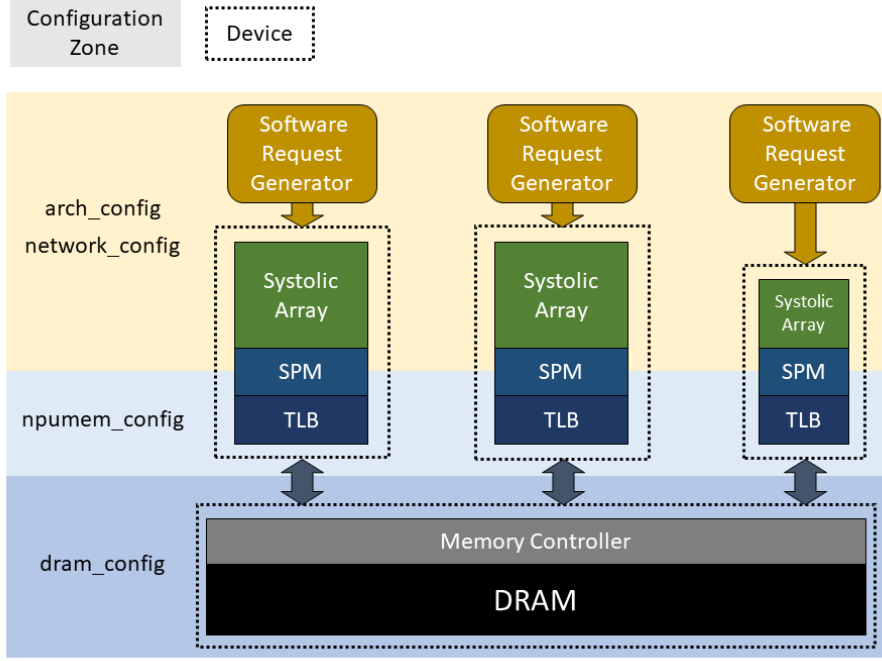 Configuration
Zone
Device
arch_config
network_config
Software
Request
Generator
Software
Request
Generator
Software
Request
Generator
Systolic
Array
SPM
TLB
Systolic
Array
SPM
TLB
Systolic
Array
SPM
TLB
npumem_config
dram_config
Memory Controller
DRAM